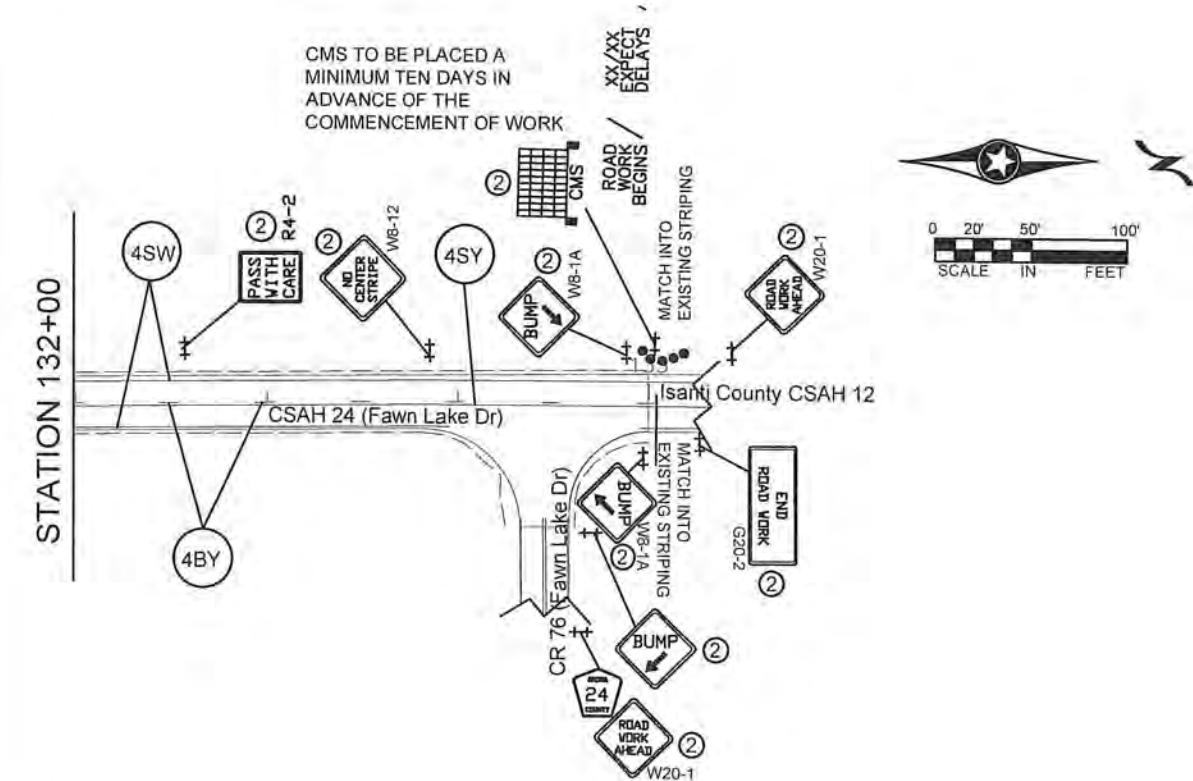 CMS TO BE PLACED A
MINIMUM TEN DAYS IN
ADVANCE OF THE
COMMENCEMENT OF WORK
XX/XX
EXPECT
DELAYS
ROAD
WORK
BEGINS
CMS
2
MATCH INTO
EXISTING STRIPING
0 20' 50' 100'
SCALE IN FEET
STATION 132+00
4SW
2
R4-2
PASS
WITH
CARE
2
W8-12
NO
CENTER
STRIPE
4SY
2
W8-1A
BUMP
2
W20-1
ROAD
WORK
AHEAD
Isanti County CSAH 12
CSAH 24 (Fawn Lake Dr)
4BY
CR 76 (Fawn Lake Dr)
BUMP
W8-1A
2
MATCH INTO
EXISTING STRIPING
END
ROAD WORK
G20-2
2
BUMP
2
24
COUNTY
ROAD
WORK
AHEAD
2
W20-1